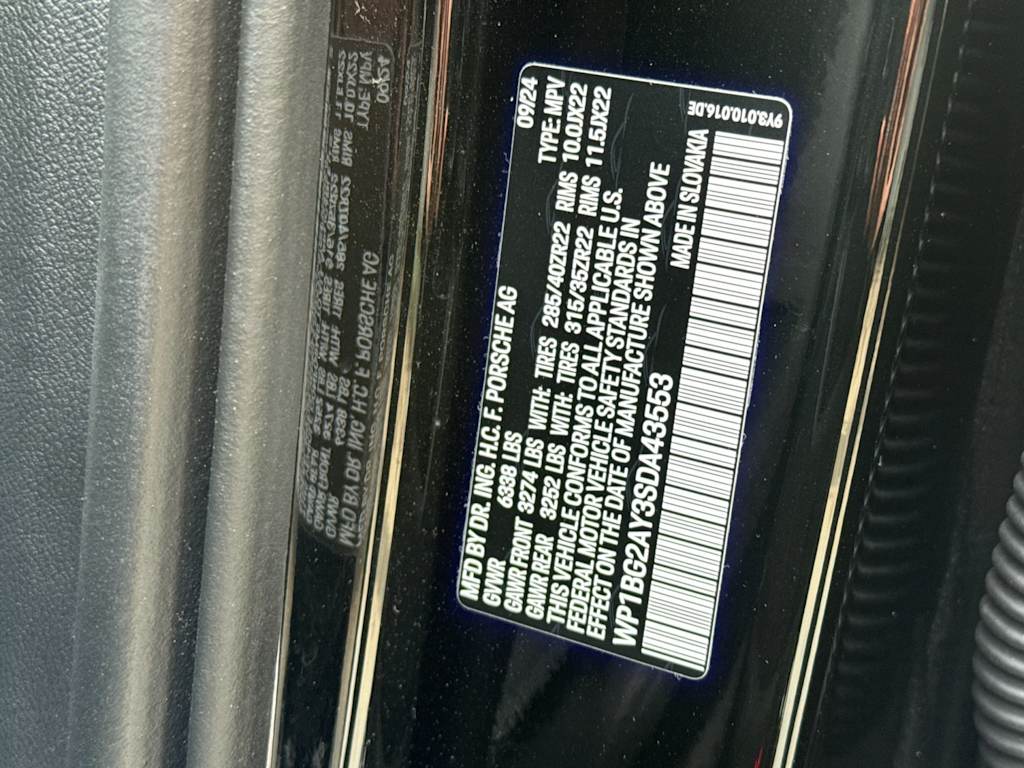 09/24
MFD BY DR. ING. H.C. F. PORSCHE AG
GVWR 6338 LBS TYPE: MPV
GAWR FRONT 3274 LBS WITH: TIRES 285/40ZR22 RIMS 10.0JX22
GAWR REAR 3252 LBS WITH: TIRES 315/35ZR22 RIMS 11.5JX22
THIS VEHICLE CONFORMS TO ALL APPLICABLE U.S.
FEDERAL MOTOR VEHICLE SAFETY STANDARDS IN
EFFECT ON THE DATE OF MANUFACTURE SHOWN ABOVE
WP1BG2AY3SDA43553 MADE IN SLOVAKIA
9Y3.010.016.DE